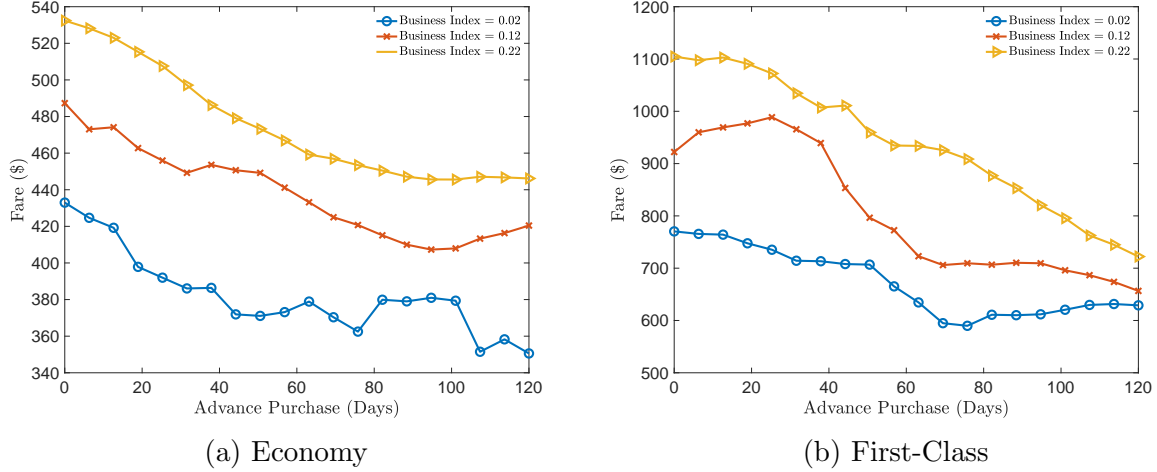 540
520
500
480
460
440
420
400
380
360
340
Fare ($)
0 20 40 60 80 100 120
Advance Purchase (Days)
Business Index = 0.02
Business Index = 0.12
Business Index = 0.22
(a) Economy
1200
1100
1000
900
800
700
600
500
Fare ($)
0 20 40 60 80 100 120
Advance Purchase (Days)
Business Index = 0.02
Business Index = 0.12
Business Index = 0.22
(b) First-Class